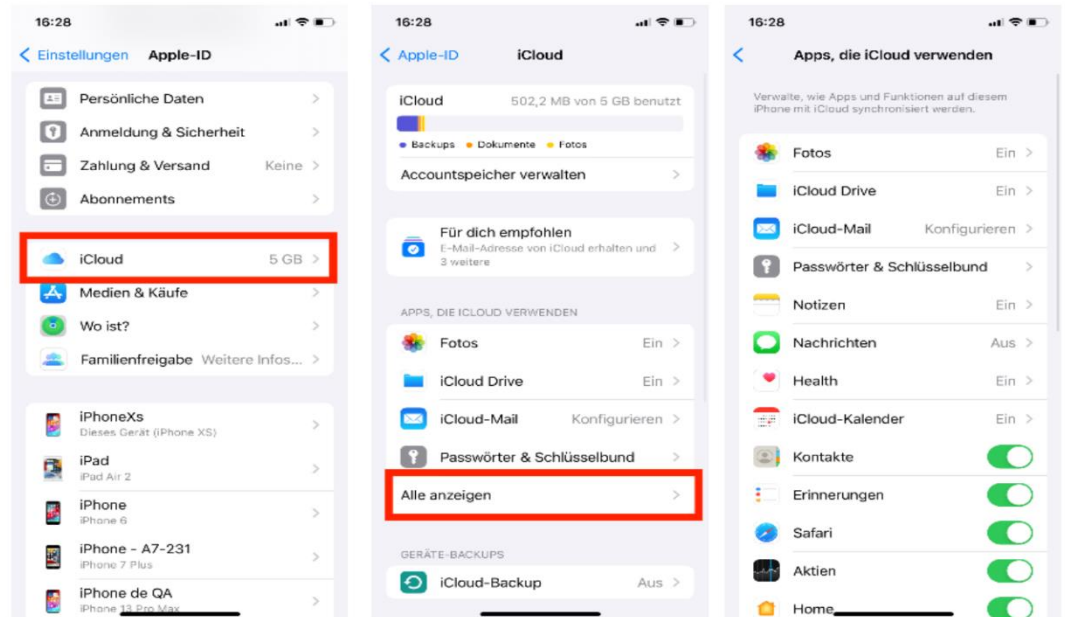 16:28
Einstellungen Apple-ID
Persönliche Daten
Anmeldung & Sicherheit
Zahlung & Versand Keine
Abonnements
iCloud 5 GB
Medien & Käufe
Wo ist?
Familienfreigabe Weitere Infos...
iPhoneXs
Dieses Gerät (iPhone XS)
iPad
iPad Air 2
iPhone
iPhone 6
iPhone - A7-231
iPhone 7 Plus
iPhone de QA
iPhone 13 Pro Max
16:28
Apple-ID iCloud
iCloud 502,2 MB von 5 GB benutzt
Backups Dokumente Fotos
Accountspeicher verwalten
Für dich empfohlen
E-Mail-Adresse von iCloud erhalten und
3 weitere
APPS, DIE ICLOUD VERWENDEN
Fotos Ein
iCloud Drive Ein
iCloud-Mail Konfigurieren
Passwörter & Schlüsselbund
Alle anzeigen
GERÄTE-BACKUPS
iCloud-Backup Aus
16:28
Apps, die iCloud verwenden
Verwalte, wie Apps und Funktionen auf diesem
iPhone mit iCloud synchronisiert werden.
Fotos Ein
iCloud Drive Ein
iCloud-Mail Konfigurieren
Passwörter & Schlüsselbund
Notizen Ein
Nachrichten Aus
Health Ein
iCloud-Kalender Ein
Kontakte
Erinnerungen
Safari
Aktien
Home